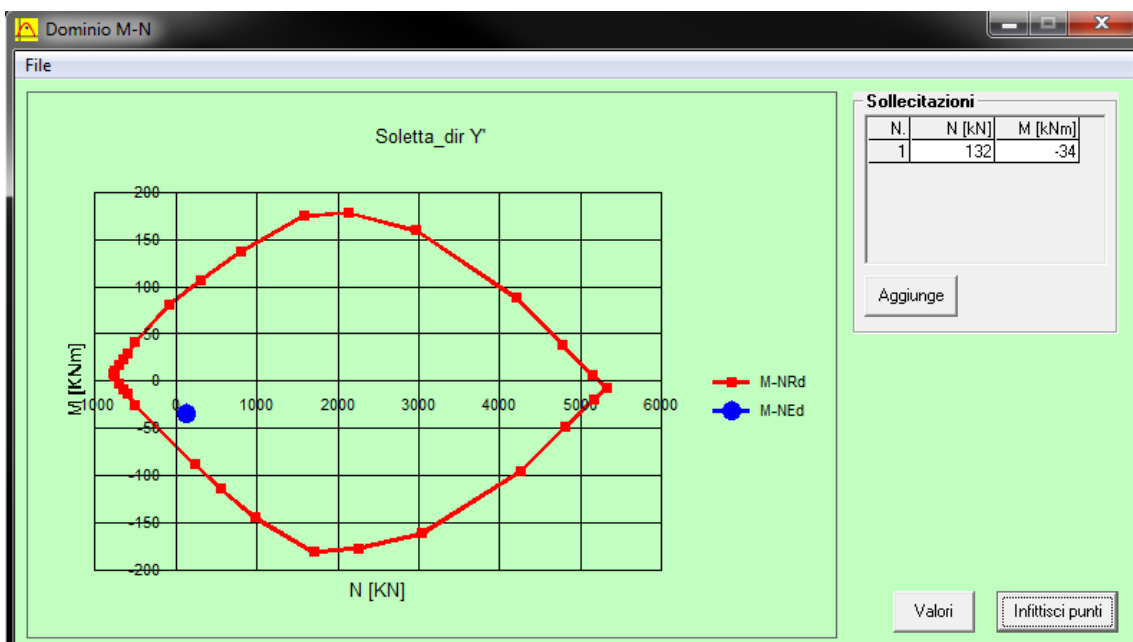 Dominio M-N
File
Soletta_dir Y'
200
150
100
50
0
-50
-100
-150
-200
M [KNm]
-1000 0 1000 2000 3000 4000 5000 6000
N [KN]
M-NRd
M-NEd
Sollecitazioni
N. N [kN] M [kNm]
1 132 -34
Aggiunge
Valori
Infittisci punti